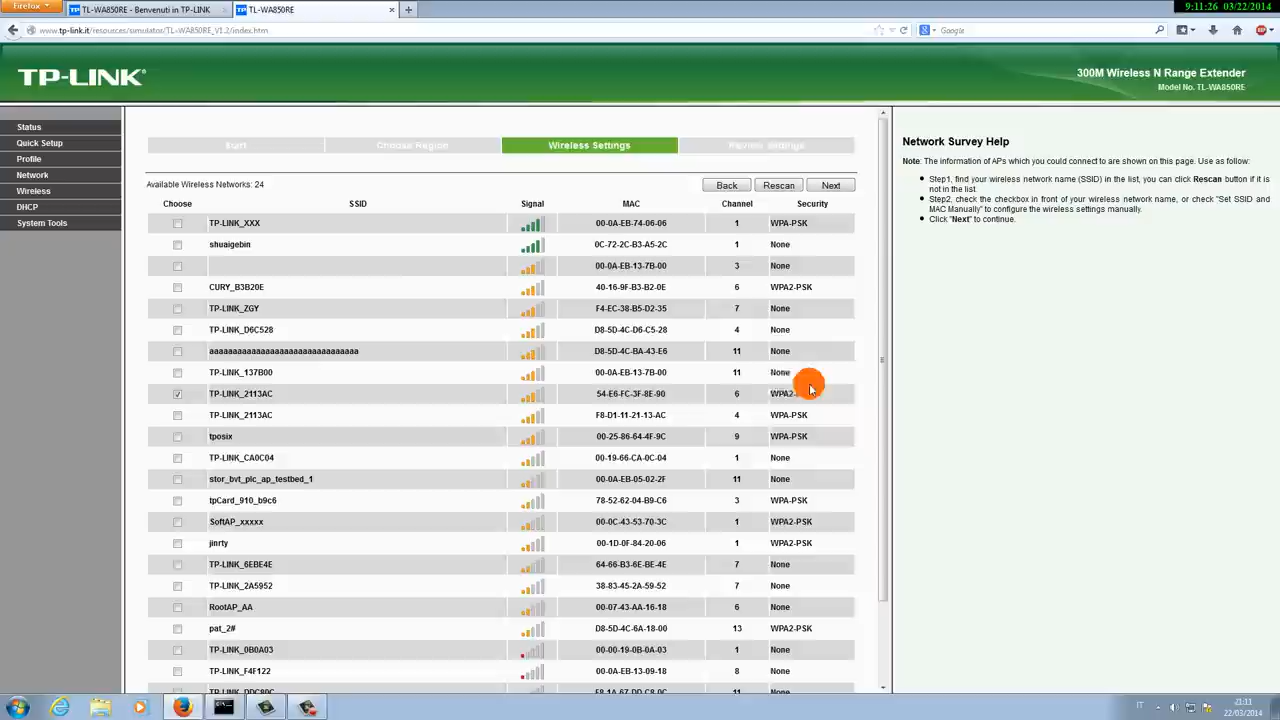 Firefox
TL-WA850RE - Benvenuti in TP-LINK
TL-WA850RE
9:11:26 03/22/2014
www.tp-link.it/resources/simulator/TL-WA850RE_V1.2/index.htm
Google
TP-LINK®
300M Wireless N Range Extender
Model No. TL-WA850RE
Status
Quick Setup
Profile
Network
Wireless
DHCP
System Tools
Start Choose Region Wireless Settings Review Settings
Available Wireless Networks: 24
Back Rescan Next
Choose SSID Signal MAC Channel Security
TP-LINK_XXX 00-0A-EB-74-06-06 1 WPA-PSK
shuaigebin 0C-72-2C-B3-A5-2C 1 None
00-0A-EB-13-7B-00 3 None
CURY_B3B20E 40-16-9F-B3-B2-0E 6 WPA2-PSK
TP-LINK_ZGY F4-EC-38-B5-D2-35 7 None
TP-LINK_D6C528 D8-5D-4C-D6-C5-28 4 None
aaaaaaaaaaaaaaaaaaaaaaaaaaaaaaaa D8-5D-4C-BA-43-E6 11 None
TP-LINK_137B00 00-0A-EB-13-7B-00 11 None
TP-LINK_2113AC 54-E6-FC-3F-8E-90 6 WPA2-
TP-LINK_2113AC F8-D1-11-21-13-AC 4 WPA-PSK
tposix 00-25-86-64-4F-9C 9 WPA-PSK
TP-LINK_CA0C04 00-19-66-CA-0C-04 1 None
stor_bvt_plc_ap_testbed_1 00-0A-EB-05-02-2F 11 None
tpCard_910_b9c6 78-52-62-04-B9-C6 3 WPA-PSK
SoftAP_xxxxx 00-0C-43-53-70-3C 1 WPA2-PSK
jinrty 00-1D-0F-84-20-06 1 WPA2-PSK
TP-LINK_6EBE4E 64-66-B3-6E-BE-4E 7 None
TP-LINK_2A5952 38-83-45-2A-59-52 7 None
RootAP_AA 00-07-43-AA-16-18 6 None
pat_2# D8-5D-4C-6A-18-00 13 WPA2-PSK
TP-LINK_0B0A03 00-00-19-0B-0A-03 1 None
TP-LINK_F4F122 00-0A-EB-13-09-18 8 None
TP-LINK_DDC80C F8-1A-67-DD-C8-0C 11 None
Network Survey Help
Note: The information of APs which you could connect to are shown on this page. Use as follow:
Step1, find your wireless network name (SSID) in the list, you can click Rescan button if it is
not in the list.
Step2, check the checkbox in front of your wireless network name, or check "Set SSID and
MAC Manually" to configure the wireless settings manually.
Click "Next" to continue.
IT
21:11
22/03/2014